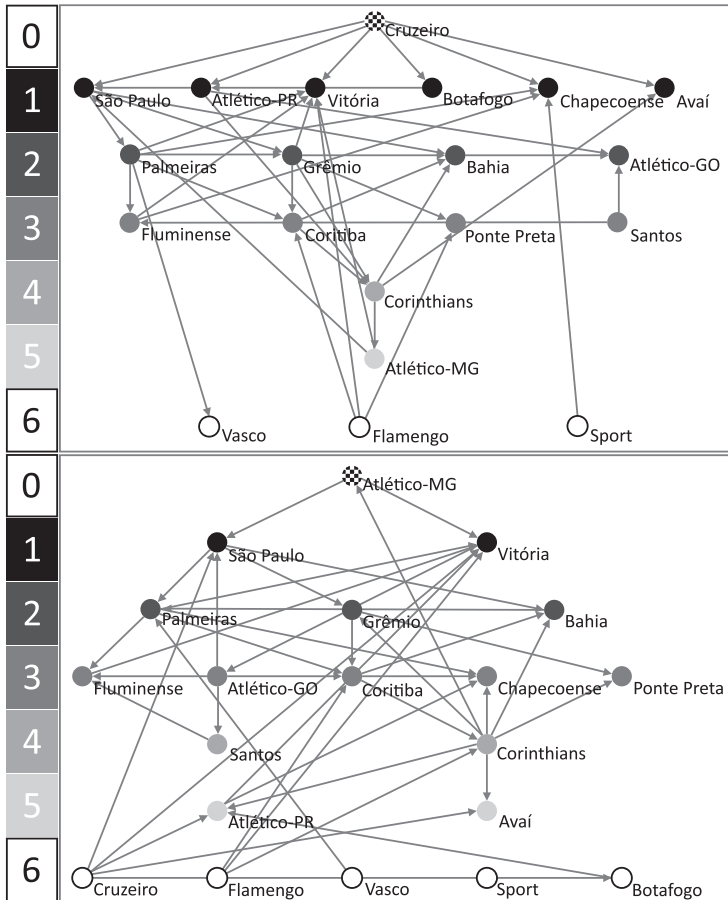 0
Cruzeiro
1
São Paulo Atlético-PR Vitória Botafogo Chapecoense Avaí
2
Palmeiras Grêmio Bahia Atlético-GO
3
Fluminense Coritiba Ponte Preta Santos
4
Corinthians
5
Atlético-MG
6
Vasco Flamengo Sport
0
Atlético-MG
1
São Paulo Vitória
2
Palmeiras Grêmio Bahia
3
Fluminense Atlético-GO Coritiba Chapecoense Ponte Preta
4
Santos Corinthians
5
Atlético-PR Avaí
6
Cruzeiro Flamengo Vasco Sport Botafogo